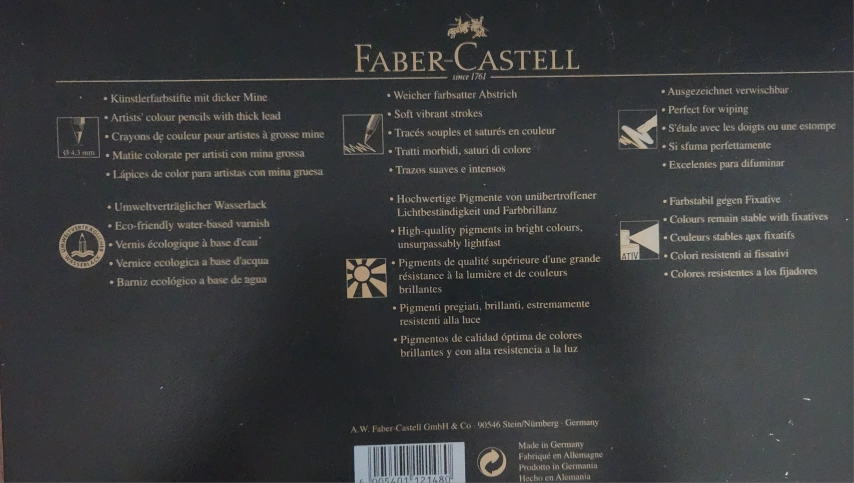 FABER-CASTELL
since 1761
• Künstlerfarbstifte mit dicker Mine
• Artists' colour pencils with thick lead
• Crayons de couleur pour artistes à grosse mine
• Matite colorate per artisti con mina grossa
• Lápices de color para artistas con mina gruesa
Ø 4,3 mm
• Umweltverträglicher Wasserlack
• Eco-friendly water-based varnish
• Vernis écologique à base d'eau
• Vernice ecologica a base d'acqua
• Barniz ecológico a base de agua
• Weicher farbsatter Abstrich
• Soft vibrant strokes
• Tracés souples et saturés en couleur
• Tratti morbidi, saturi di colore
• Trazos suaves e intensos
• Hochwertige Pigmente von unübertroffener
Lichtbeständigkeit und Farbbrillanz
• High-quality pigments in bright colours,
unsurpassably lightfast
• Pigments de qualité supérieure d'une grande
résistance à la lumière et de couleurs
brillantes
• Pigmenti pregiati, brillanti, estremamente
resistenti alla luce
• Pigmentos de calidad óptima de colores
brillantes y con alta resistencia a la luz
• Ausgezeichnet verwischbar
• Perfect for wiping
• S'étale avec les doigts ou une estompe
• Si sfuma perfettamente
• Excelentes para difuminar
• Farbstabil gegen Fixative
• Colours remain stable with fixatives
• Couleurs stables aux fixatifs
• Colori resistenti ai fissativi
• Colores resistentes a los fijadores
ATIV
A.W. Faber-Castell GmbH & Co · 90546 Stein/Nürnberg · Germany
005401 121480
Made in Germany
Fabriqué en Allemagne
Prodotto in Germania
Hecho en Alemania